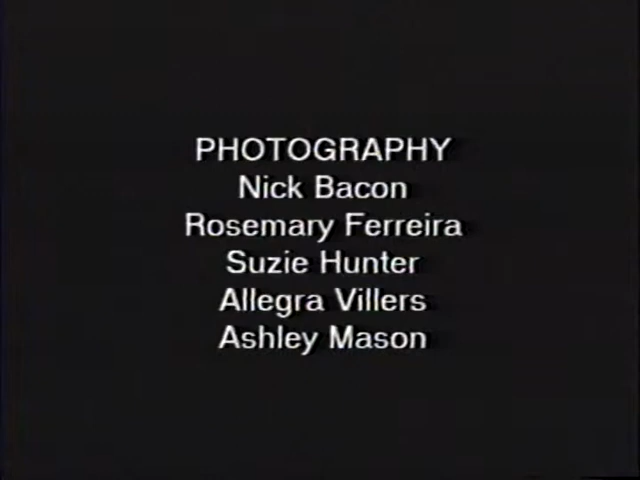 PHOTOGRAPHY
Nick Bacon
Rosemary Ferreira
Suzie Hunter
Allegra Villers
Ashley Mason